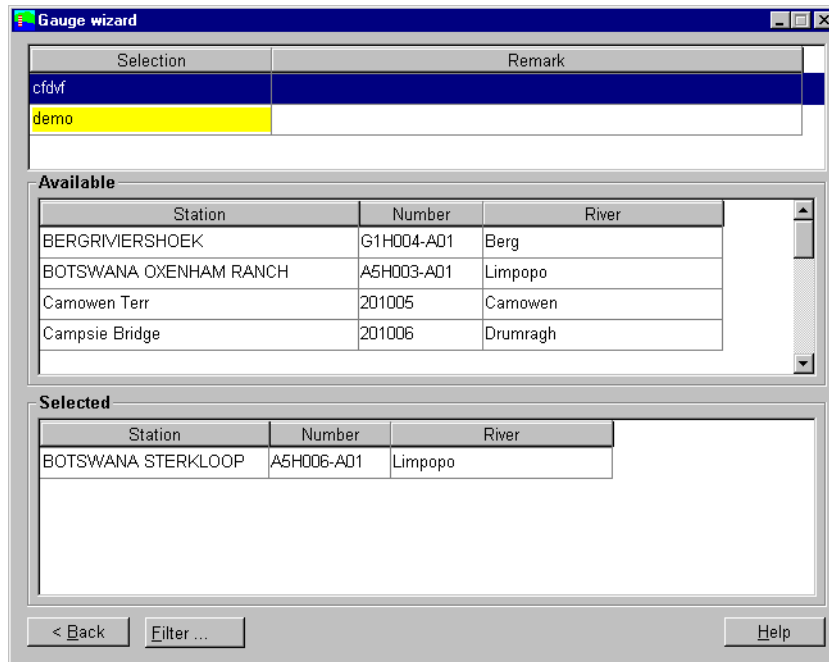 Gauge wizard
Selection Remark
cfdvf
demo
Available
Station Number River
BERGRIVIERSHOEK G1H004-A01 Berg
BOTSWANA OXENHAM RANCH A5H003-A01 Limpopo
Camowen Terr 201005 Camowen
Campsie Bridge 201006 Drumragh
Selected
Station Number River
BOTSWANA STERKLOOP A5H006-A01 Limpopo
< Back Filter ... Help